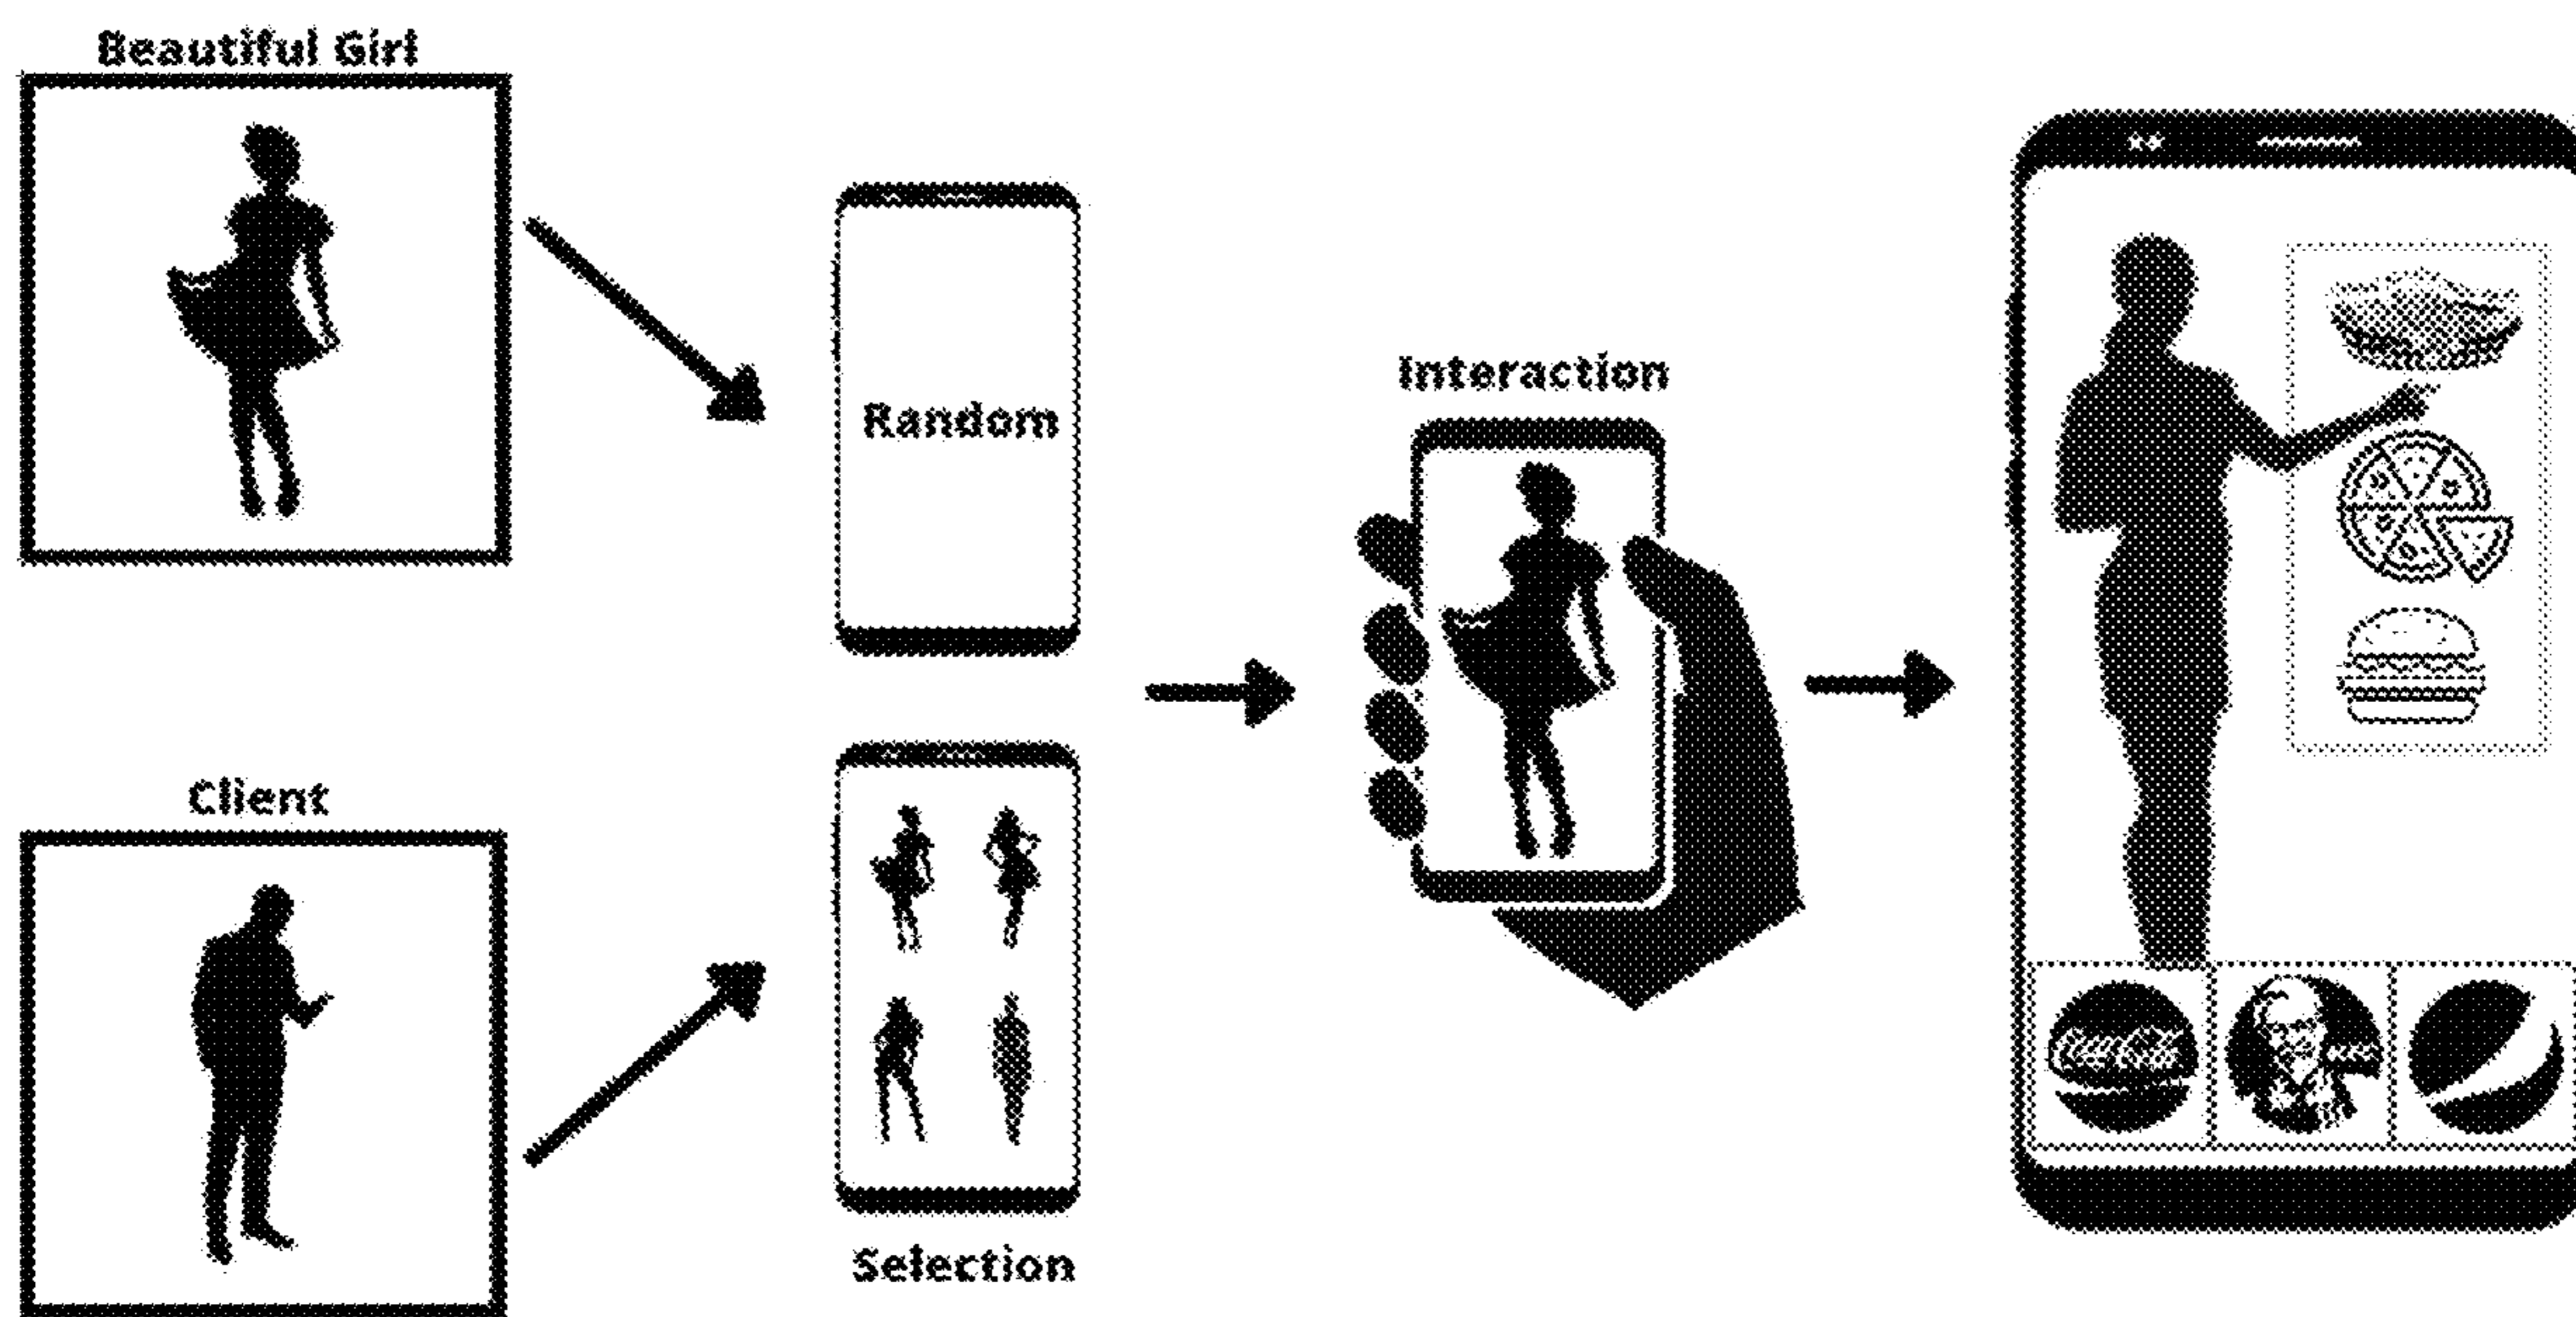 Beautiful Girl
Random
Interaction
Client
Selection